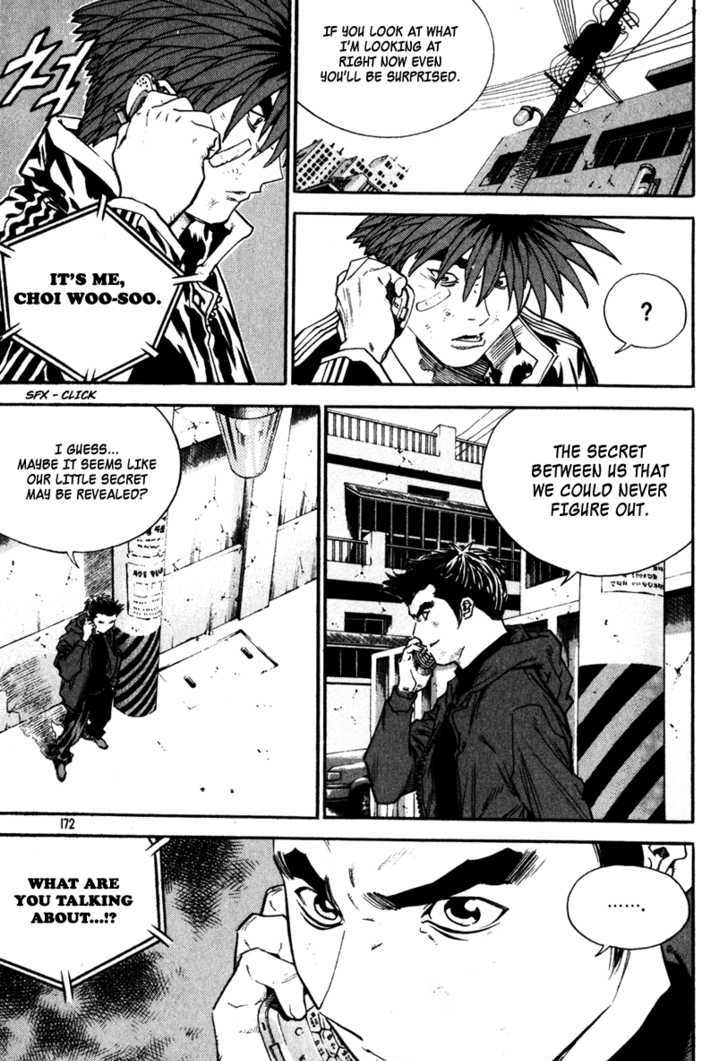 IT'S ME,
CHOI WOO-SOO.
SFX - CLICK
IF YOU LOOK AT WHAT
I'M LOOKING AT
RIGHT NOW EVEN
YOU'LL BE SURPRISED.
?
I GUESS...
MAYBE IT SEEMS LIKE
OUR LITTLE SECRET
MAY BE REVEALED?
THE SECRET
BETWEEN US THAT
WE COULD NEVER
FIGURE OUT.
172
WHAT ARE
YOU TALKING
ABOUT...!?
.......